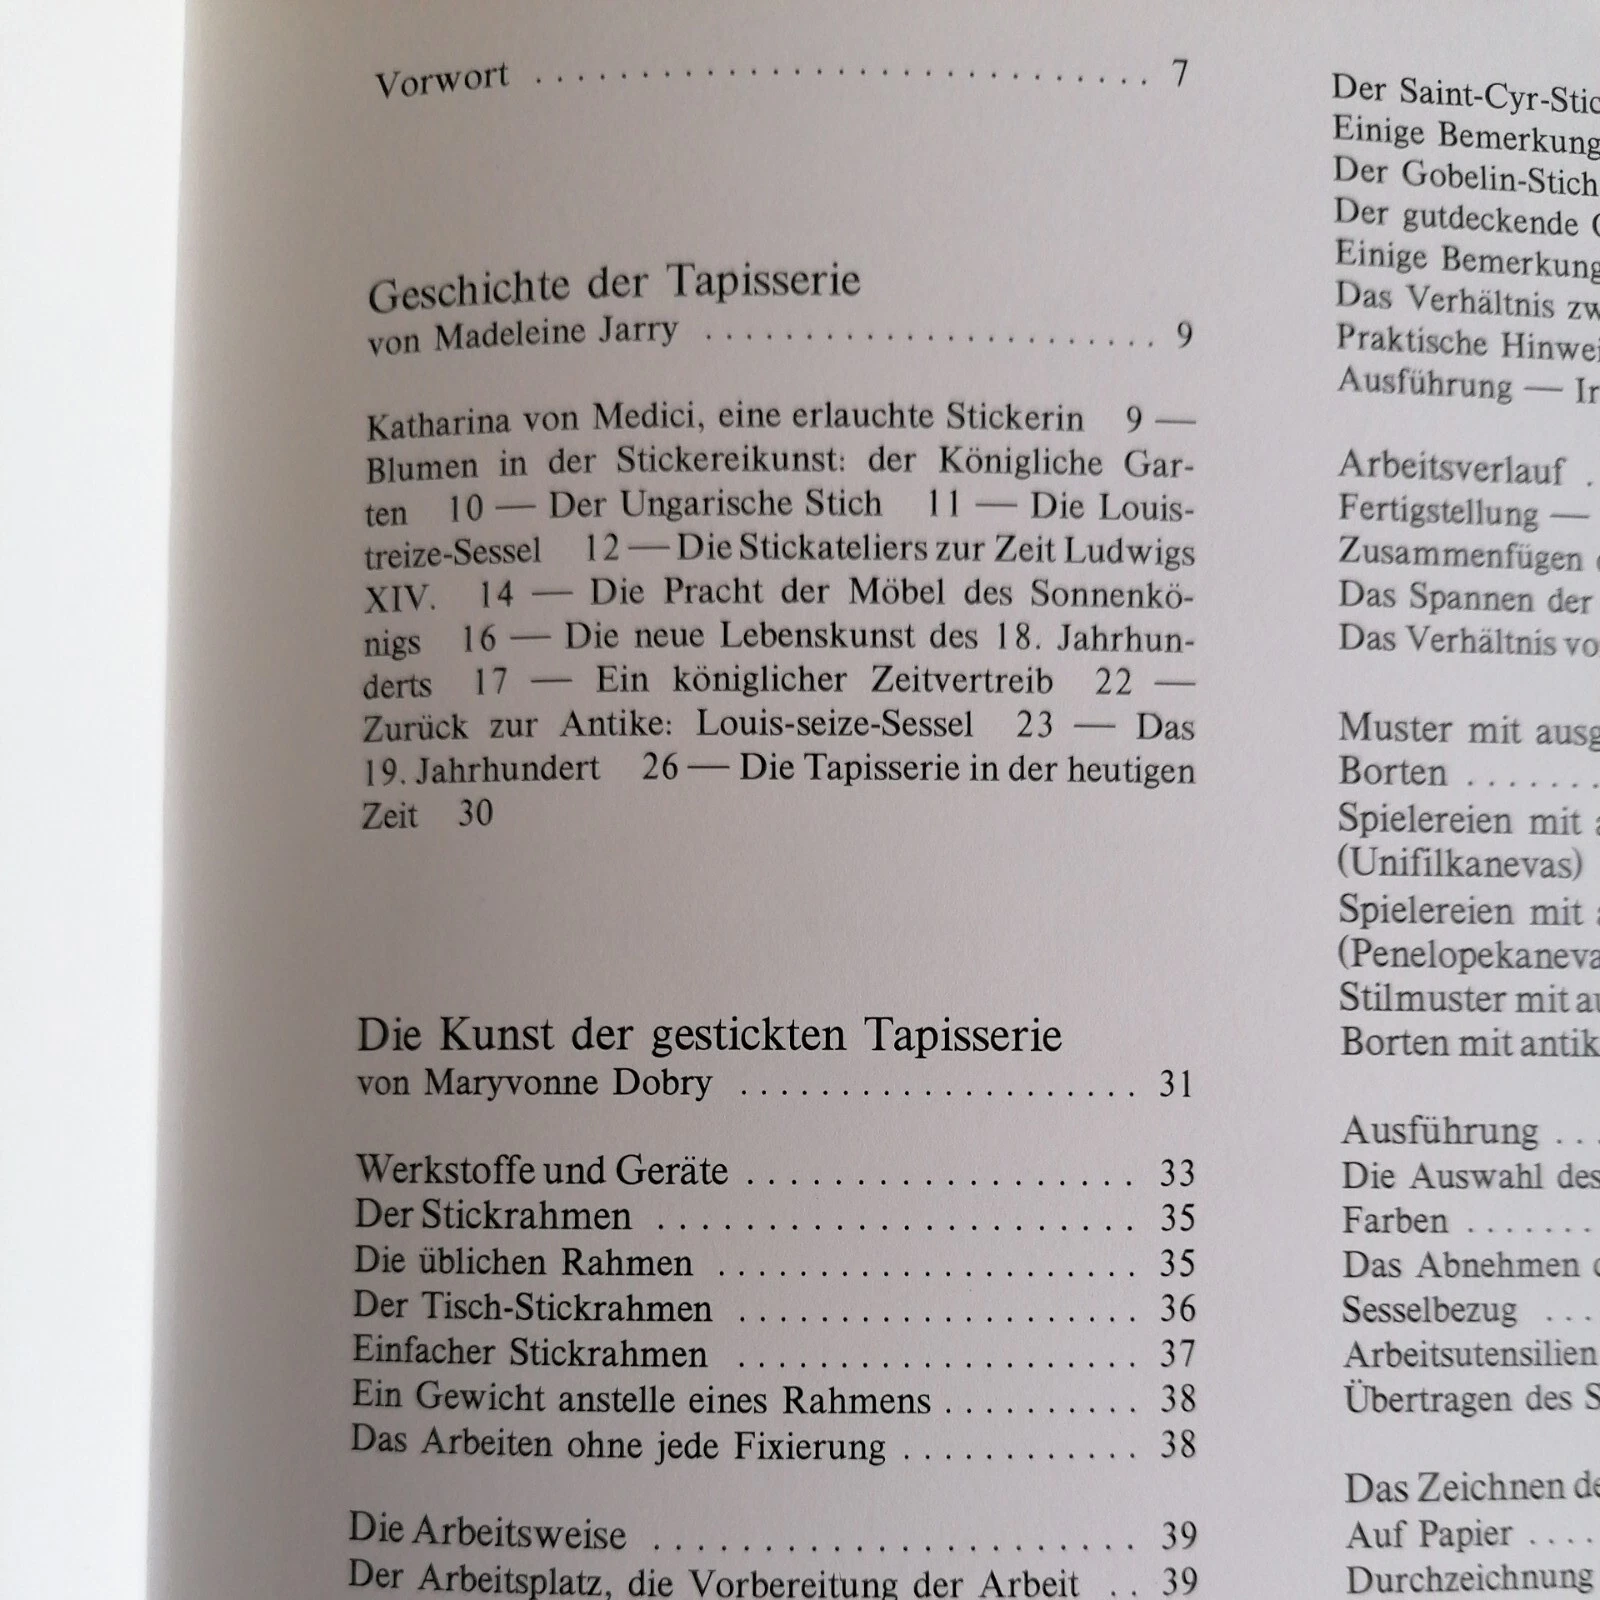 Vorwort . . . . . . . . . . . . . . . . . . . . . . . . . . . . . 7
Geschichte der Tapisserie
von Madeleine Jarry . . . . . . . . . . . . . . . . . . . . . . 9
Katharina von Medici, eine erlauchte Stickerin 9 —
Blumen in der Stickereikunst: der Königliche Gar-
ten 10 — Der Ungarische Stich 11 — Die Louis-
treize-Sessel 12 — Die Stickateliers zur Zeit Ludwigs
XIV. 14 — Die Pracht der Möbel des Sonnenkö-
nigs 16 — Die neue Lebenskunst des 18. Jahrhun-
derts 17 — Ein königlicher Zeitvertreib 22 —
Zurück zur Antike: Louis-seize-Sessel 23 — Das
19. Jahrhundert 26 — Die Tapisserie in der heutigen
Zeit 30
Die Kunst der gestickten Tapisserie
von Maryvonne Dobry . . . . . . . . . . . . . . . . . . 31
Werkstoffe und Geräte . . . . . . . . . . . . . . . . . . 33
Der Stickrahmen . . . . . . . . . . . . . . . . . . . . . . 35
Die üblichen Rahmen . . . . . . . . . . . . . . . . . . . 35
Der Tisch-Stickrahmen . . . . . . . . . . . . . . . . . . 36
Einfacher Stickrahmen . . . . . . . . . . . . . . . . . . 37
Ein Gewicht anstelle eines Rahmens . . . . . . . . . . 38
Das Arbeiten ohne jede Fixierung . . . . . . . . . . . . 38
Die Arbeitsweise . . . . . . . . . . . . . . . . . . . . . . 39
Der Arbeitsplatz, die Vorbereitung der Arbeit . . 39
Der Saint-Cyr-Stic
Einige Bemerkung
Der Gobelin-Stich
Der gutdeckende
Einige Bemerkung
Das Verhältnis zw
Praktische Hinwei
Ausführung — Ir
Arbeitsverlauf .
Fertigstellung —
Zusammenfügen
Das Spannen der
Das Verhältnis vo
Muster mit ausg
Borten . . . . . . .
Spielereien mit a
(Unifilkanevas)
Spielereien mit a
(Penelopekaneva
Stilmuster mit au
Borten mit antik
Ausführung . . .
Die Auswahl des
Farben . . . . . . .
Das Abnehmen d
Sesselbezug . . .
Arbeitsutensilien
Übertragen des S
Das Zeichnen de
Auf Papier . . . .
Durchzeichnung